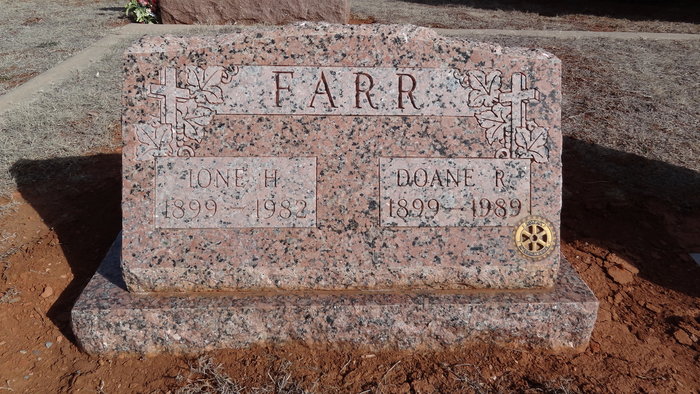 FARR
IONE H.
1899 — 1982
DOANE R.
1899 — 1989